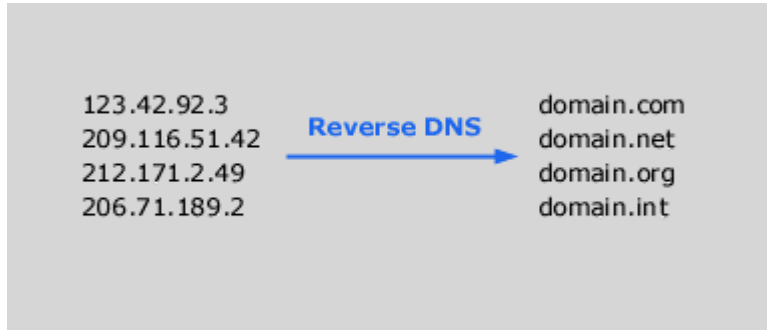 123.42.92.3
209.116.51.42
212.171.2.49
206.71.189.2
Reverse DNS
domain.com
domain.net
domain.org
domain.int